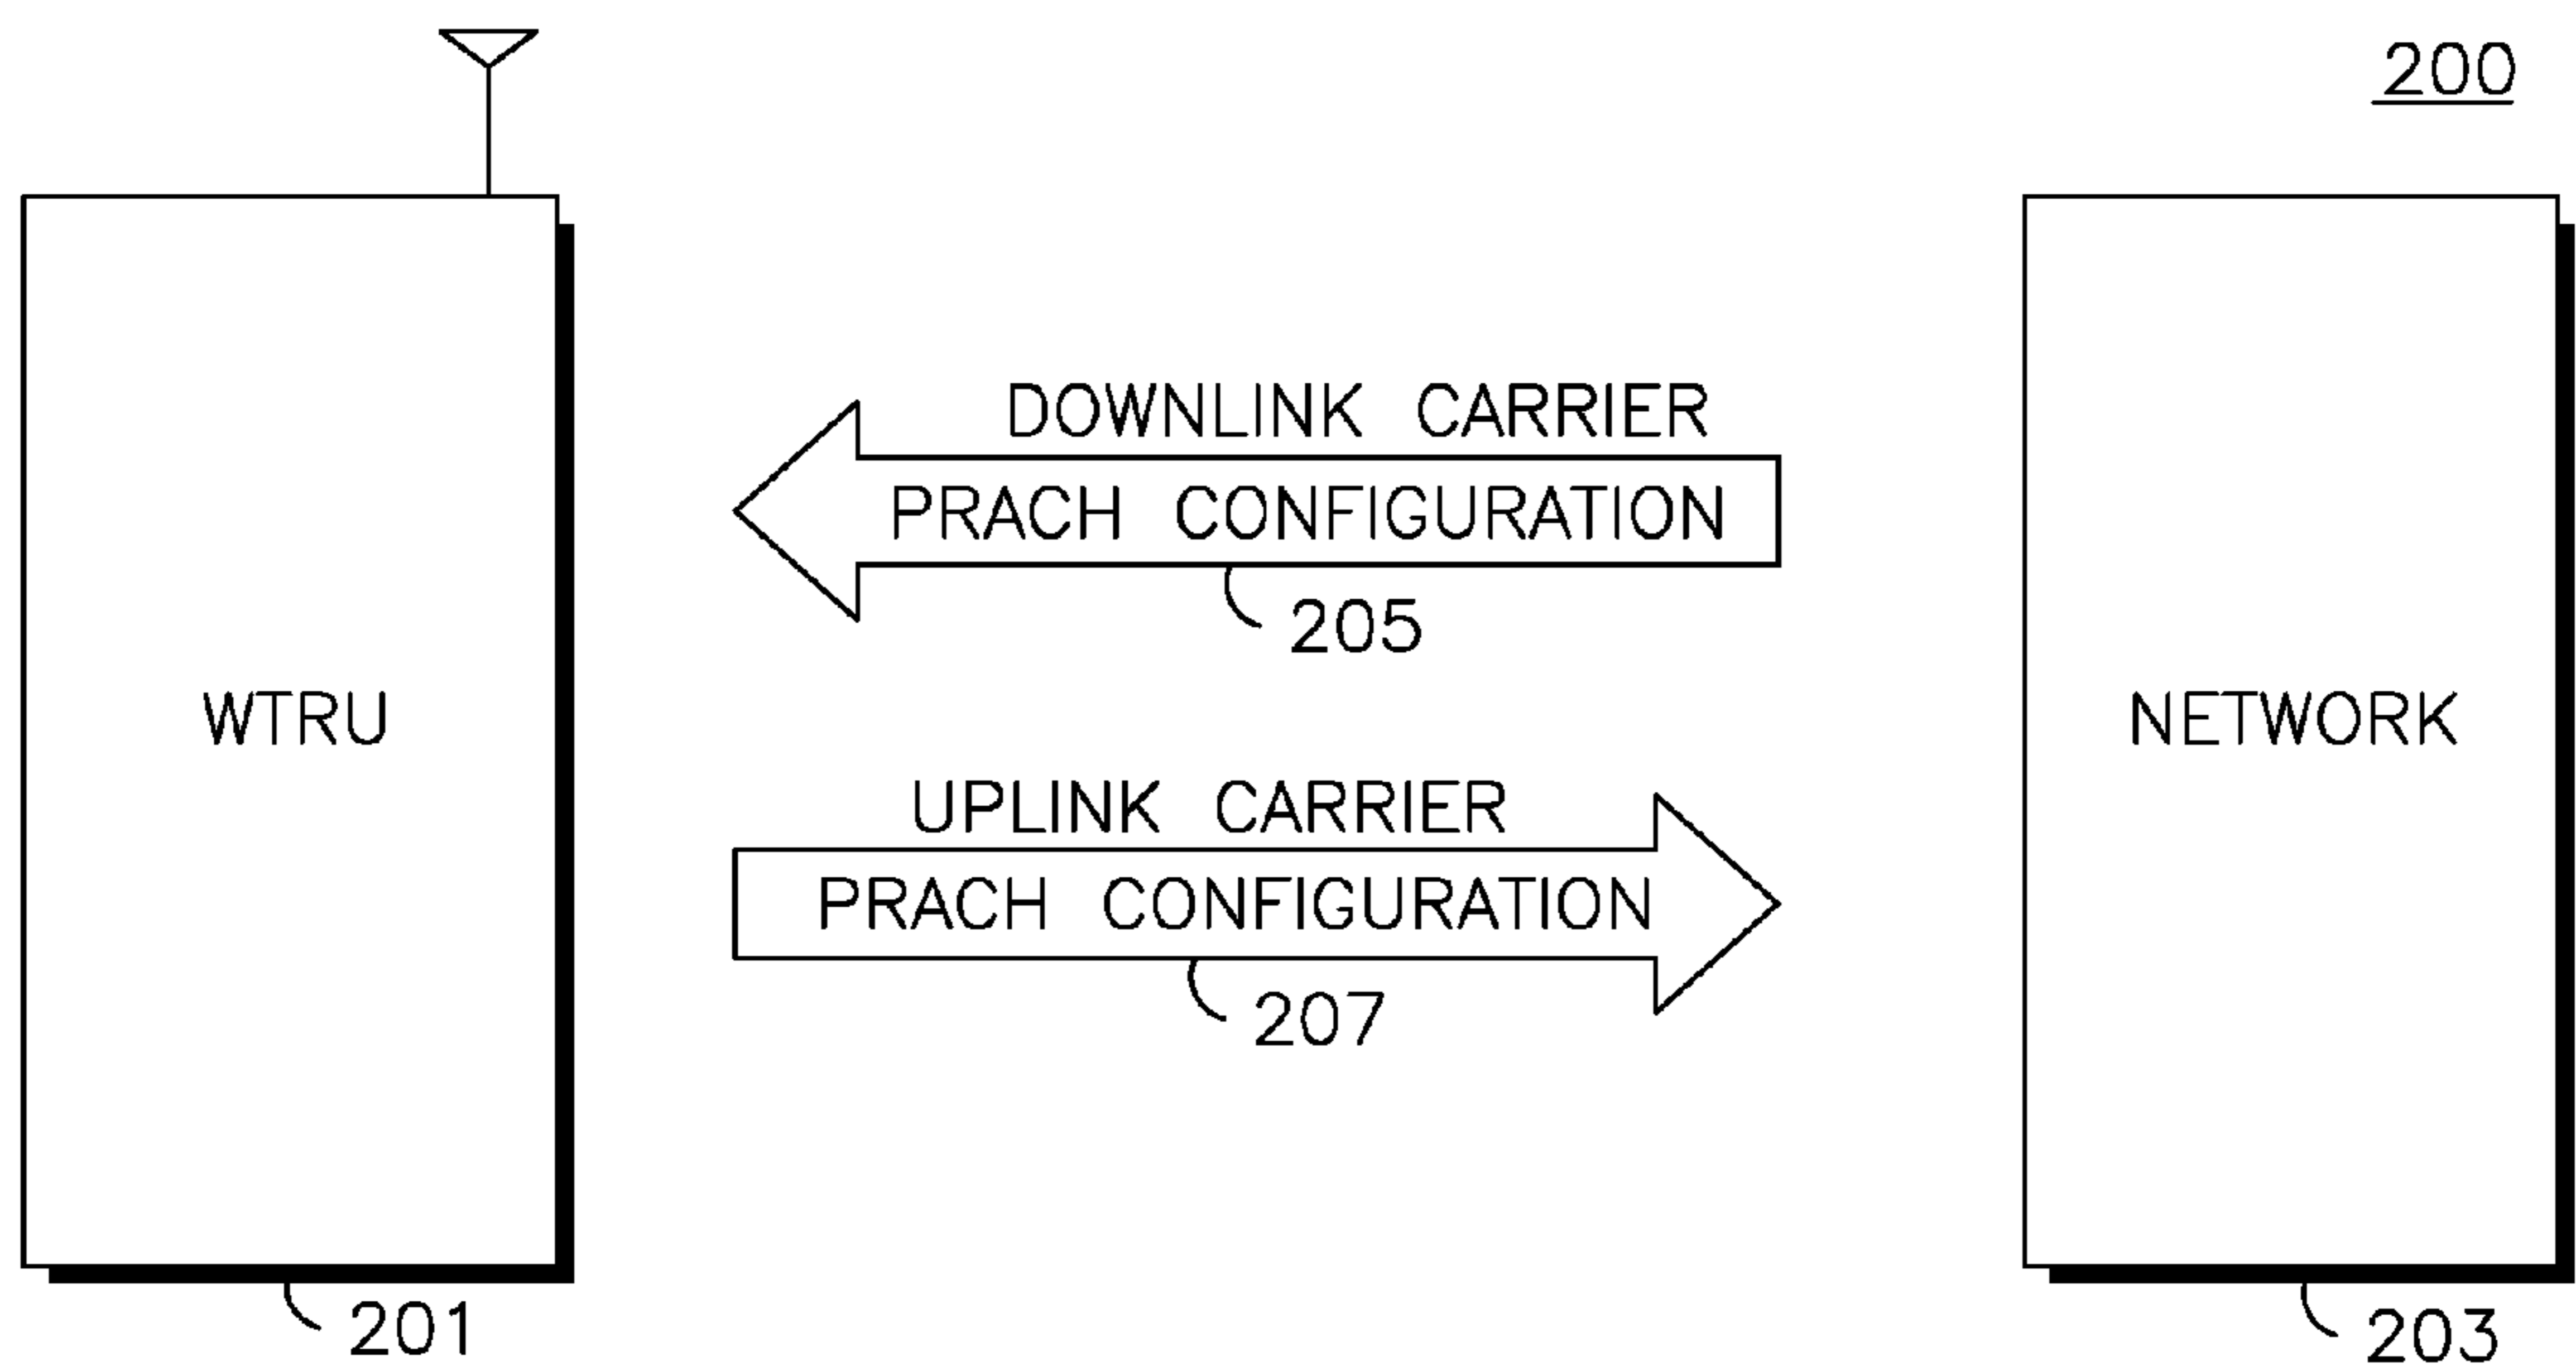 200
DOWNLINK CARRIER
PRACH CONFIGURATION
205
WTRU
NETWORK
UPLINK CARRIER
PRACH CONFIGURATION
207
201
203